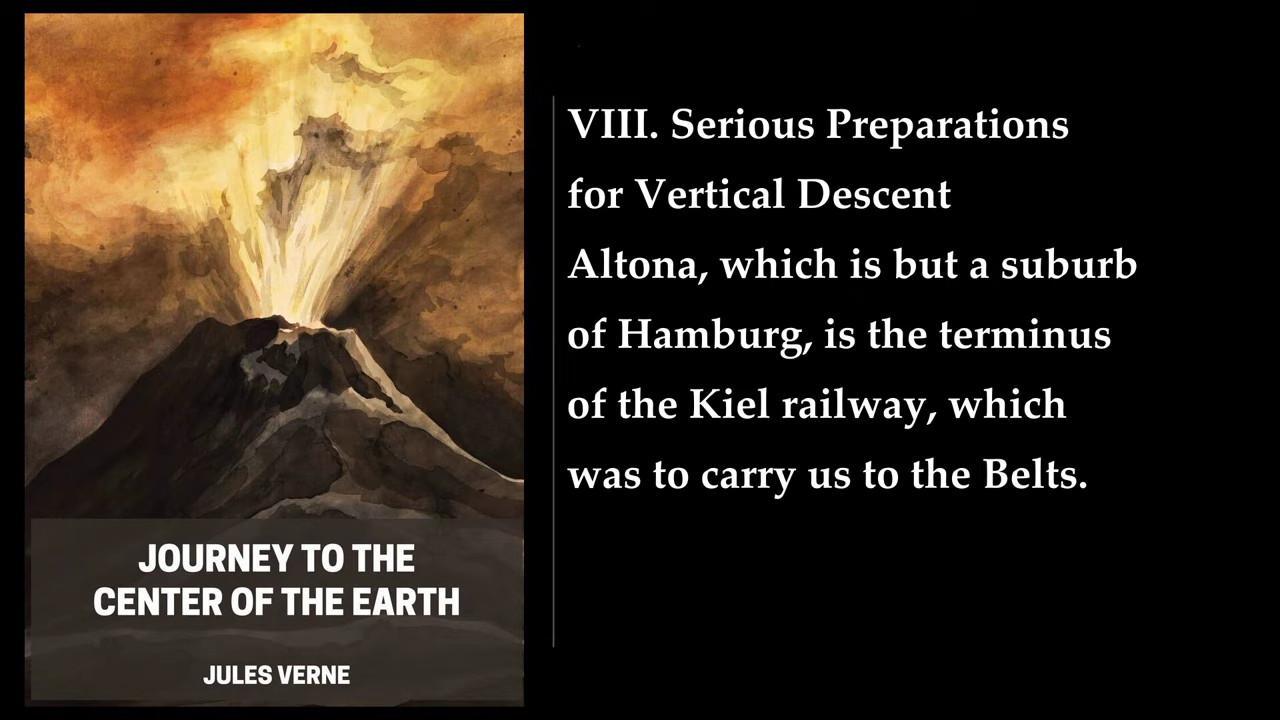 JOURNEY TO THE
CENTER OF THE EARTH
JULES VERNE
VIII. Serious Preparations
for Vertical Descent
Altona, which is but a suburb
of Hamburg, is the terminus
of the Kiel railway, which
was to carry us to the Belts.